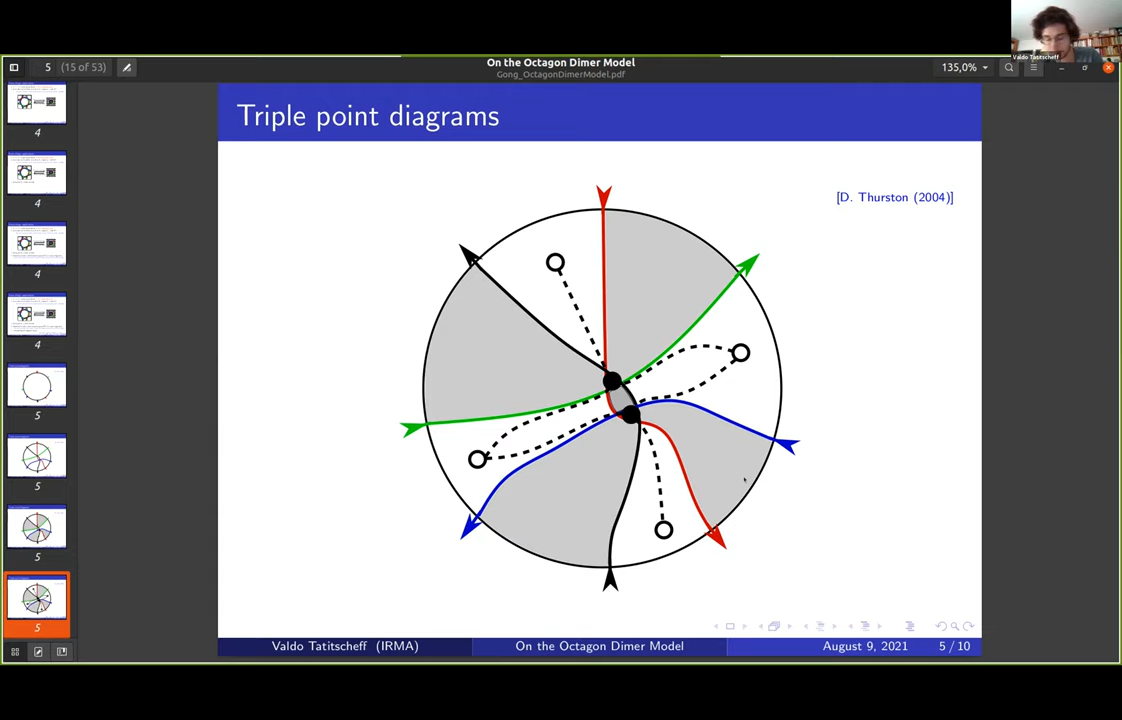 Valdo Tatitscheff
5 (15 of 53)
On the Octagon Dimer Model
Gong_OctagonDimerModel.pdf
135,0%
4
4
4
4
5
5
5
5
Triple point diagrams
[D. Thurston (2004)]
Valdo Tatitscheff (IRMA)
On the Octagon Dimer Model
August 9, 2021
5 / 10